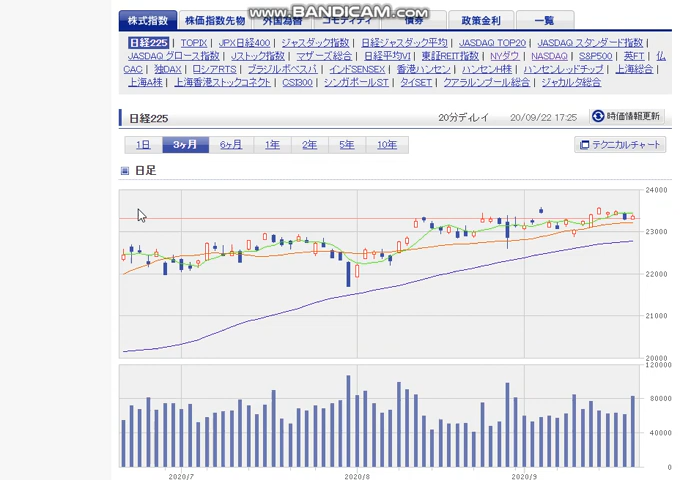 www.BANDICAM.com
株式指数 株価指数先物 外国為替 コモディティ 債券 政策金利 一覧
日経225 | TOPIX | JPX日経400 | ジャスダック指数 | 日経ジャスダック平均 | JASDAQ TOP20 | JASDAQ スタンダード指数 |
JASDAQ グロース指数 | Jストック指数 | マザーズ総合 | 日経平均VI | 東証REIT指数 | NYダウ | NASDAQ | S&P500 | 英FT | 仏
CAC | 独DAX | ロシアRTS | ブラジルボベスパ | インドSENSEX | 香港ハンセン | ハンセンH株 | ハンセンレッドチップ | 上海総合 |
上海A株 | 上海香港ストックコネクト | CSI300 | シンガポールST | タイSET | クアラルンプール総合 | ジャカルタ総合
日経225 20分ディレイ 20/09/22 17:25 時価情報更新
1日 3ヶ月 6ヶ月 1年 2年 5年 10年 テクニカルチャート
日足
24000
23000
22000
21000
20000
120000
80000
40000
0
2020/7 2020/8 2020/9